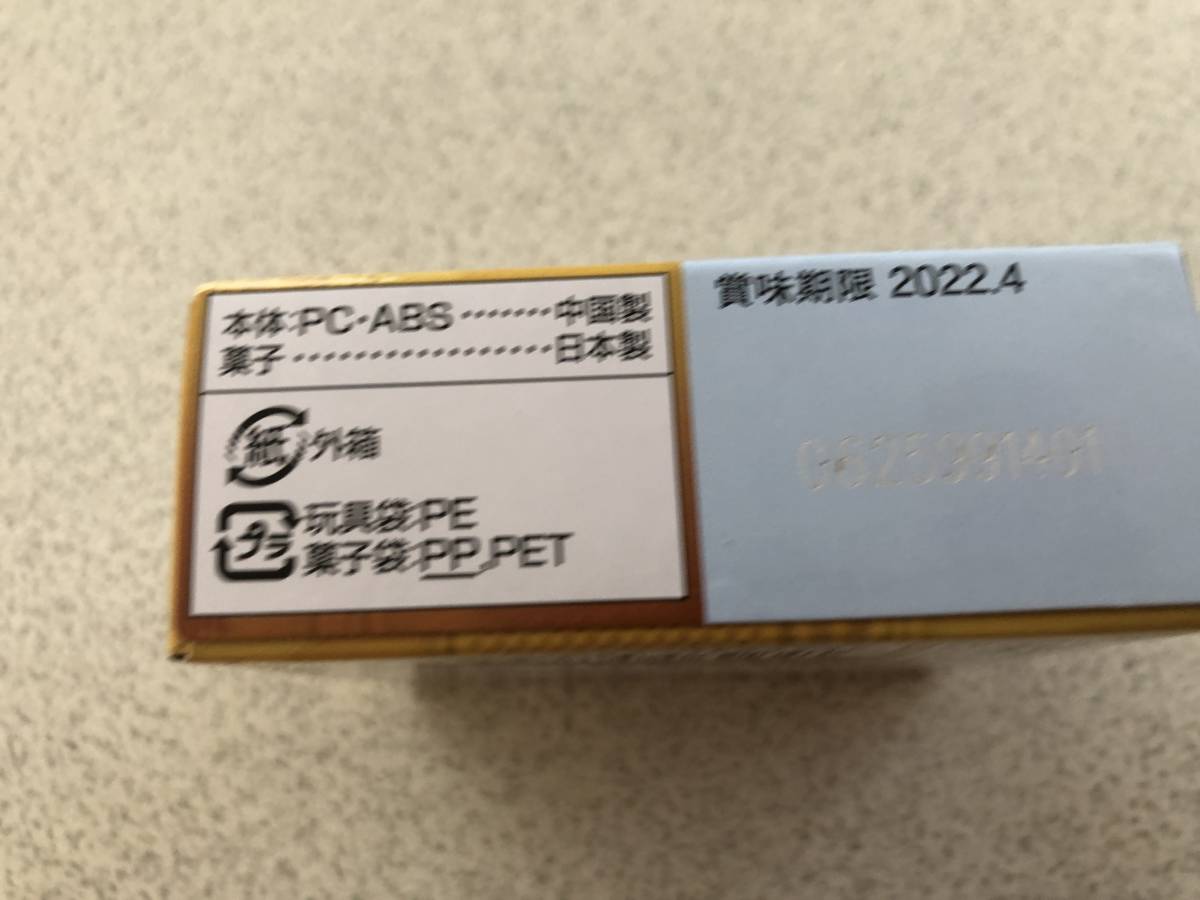 本体:PC・ABS・・・・・・・中国製
菓子・・・・・・・・・・・・・・・・・・日本製
紙 外箱
プラ 玩具袋:PE
菓子袋:PP,PET
賞味期限 2022.4